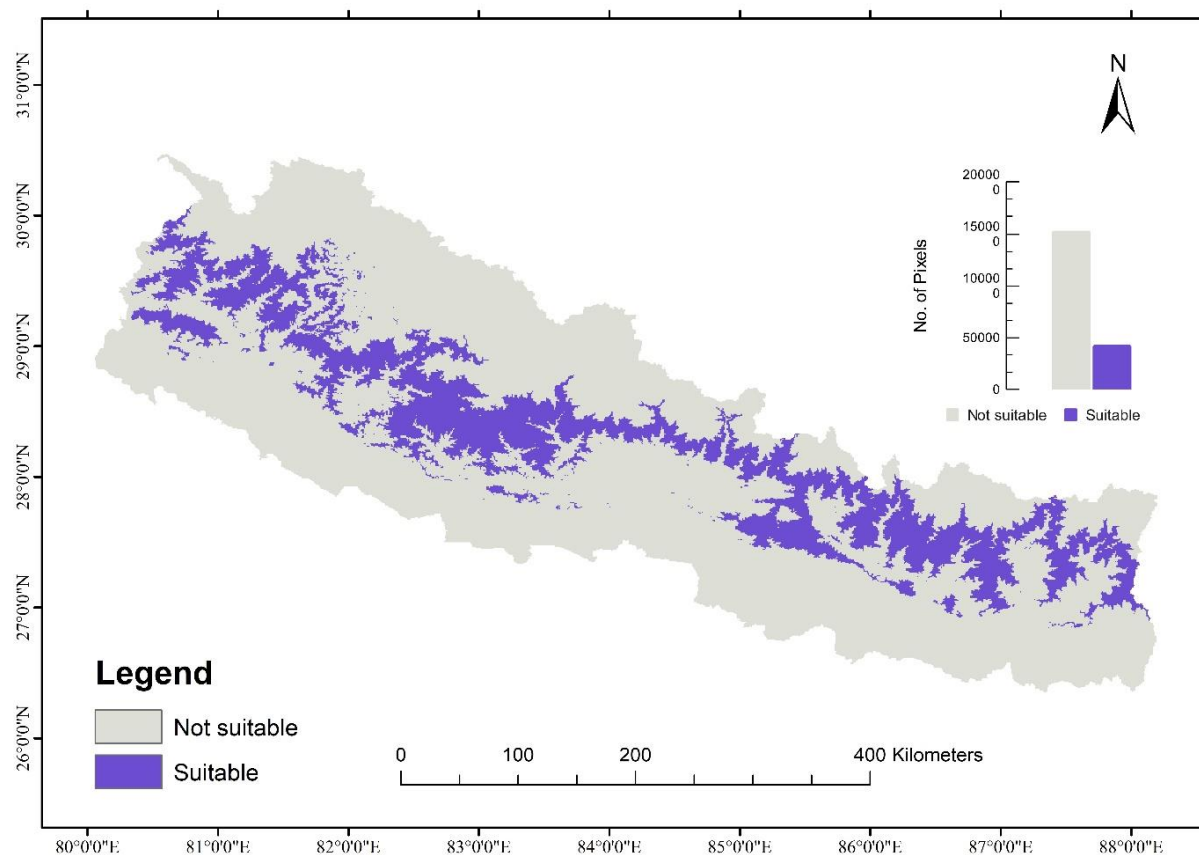 N
31°0'0"N
30°0'0"N
29°0'0"N
28°0'0"N
27°0'0"N
26°0'0"N
No. of Pixels
20000
0
15000
0
10000
0
50000
0
Not suitable Suitable
Legend
Not suitable
Suitable
0 100 200 400 Kilometers
80°0'0"E 81°0'0"E 82°0'0"E 83°0'0"E 84°0'0"E 85°0'0"E 86°0'0"E 87°0'0"E 88°0'0"E